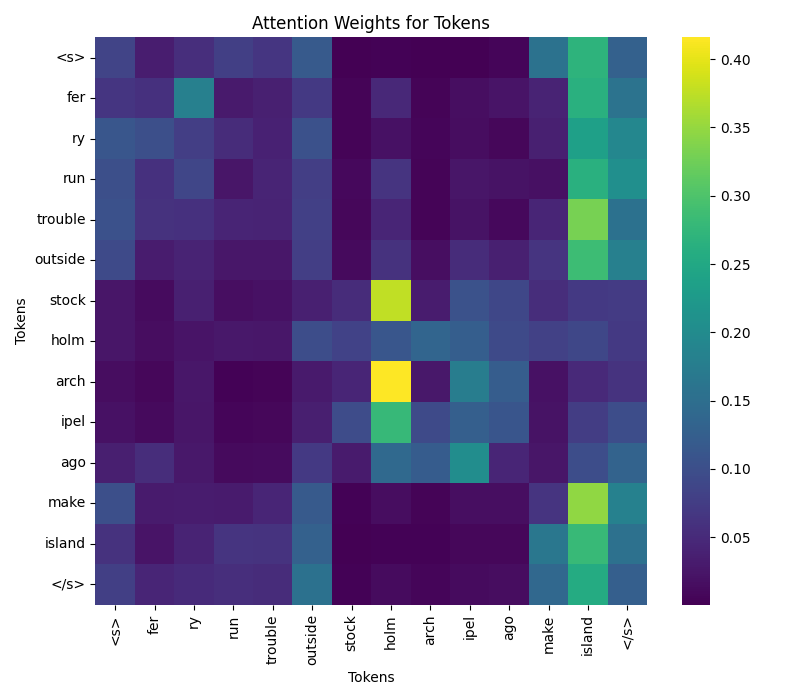 Attention Weights for Tokens
Tokens
<s>
fer
ry
run
trouble
outside
stock
holm
arch
ipel
ago
make
island
</s>
<s>
fer
ry
run
trouble
outside
stock
holm
arch
ipel
ago
make
island
</s>
Tokens
0.40
0.35
0.30
0.25
0.20
0.15
0.10
0.05